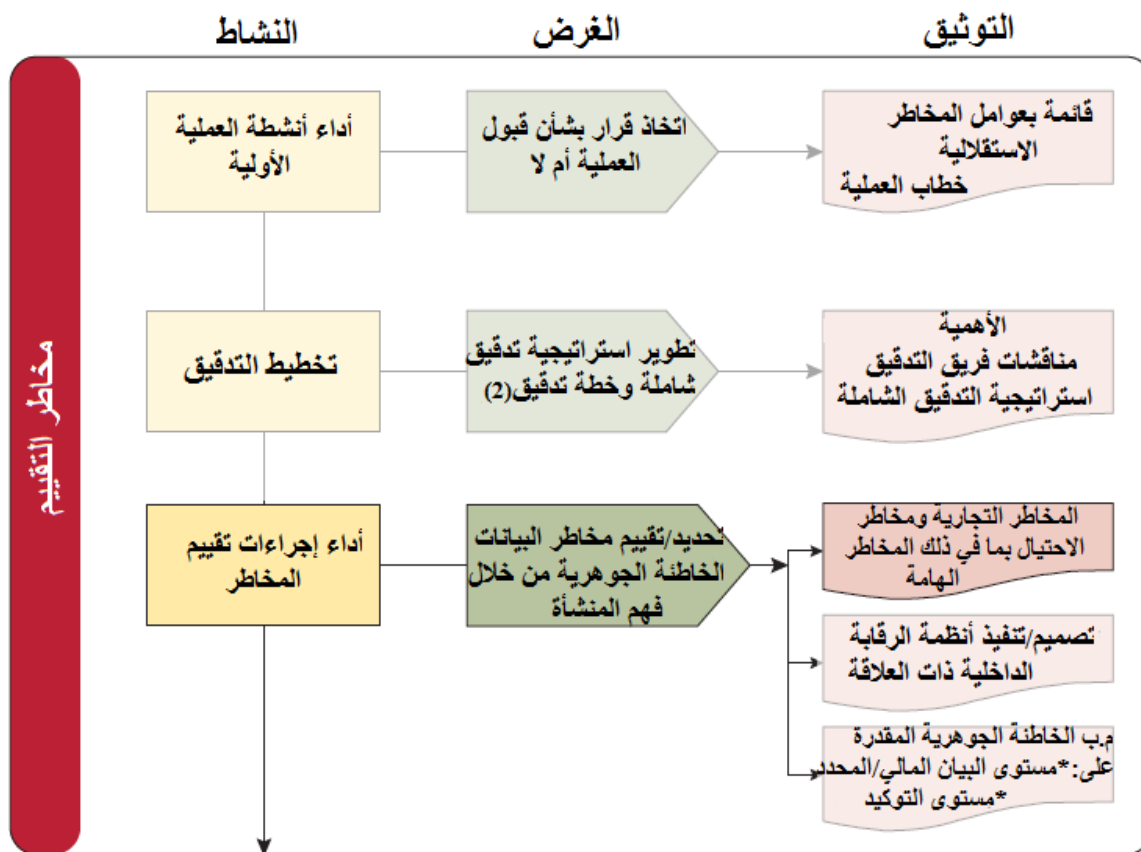 النشاط
الغرض
التوثيق
مخاطر التقييم
أداء أنشطة العملية
الأولية
اتخاذ قرار بشأن قبول
العملية أم لا
قائمة بعوامل المخاطر
الاستقلالية
خطاب العملية
تخطيط التدقيق
تطوير استراتيجية تدقيق
شاملة وخطة تدقيق(2)
الأهمية
مناقشات فريق التدقيق
استراتيجية التدقيق الشاملة
أداء إجراءات تقييم
المخاطر
تحديد/تقييم مخاطر البيانات
الخاطئة الجوهرية من خلال
فهم المنشأة
المخاطر التجارية ومخاطر
الاحتيال بما في ذلك المخاطر
الهامة
تصميم/تنفيذ أنظمة الرقابة
الداخلية ذات العلاقة
م.ب الخاطئة الجوهرية المقدرة
على:*مستوى البيان المالي/المحدد
*مستوى التوكيد